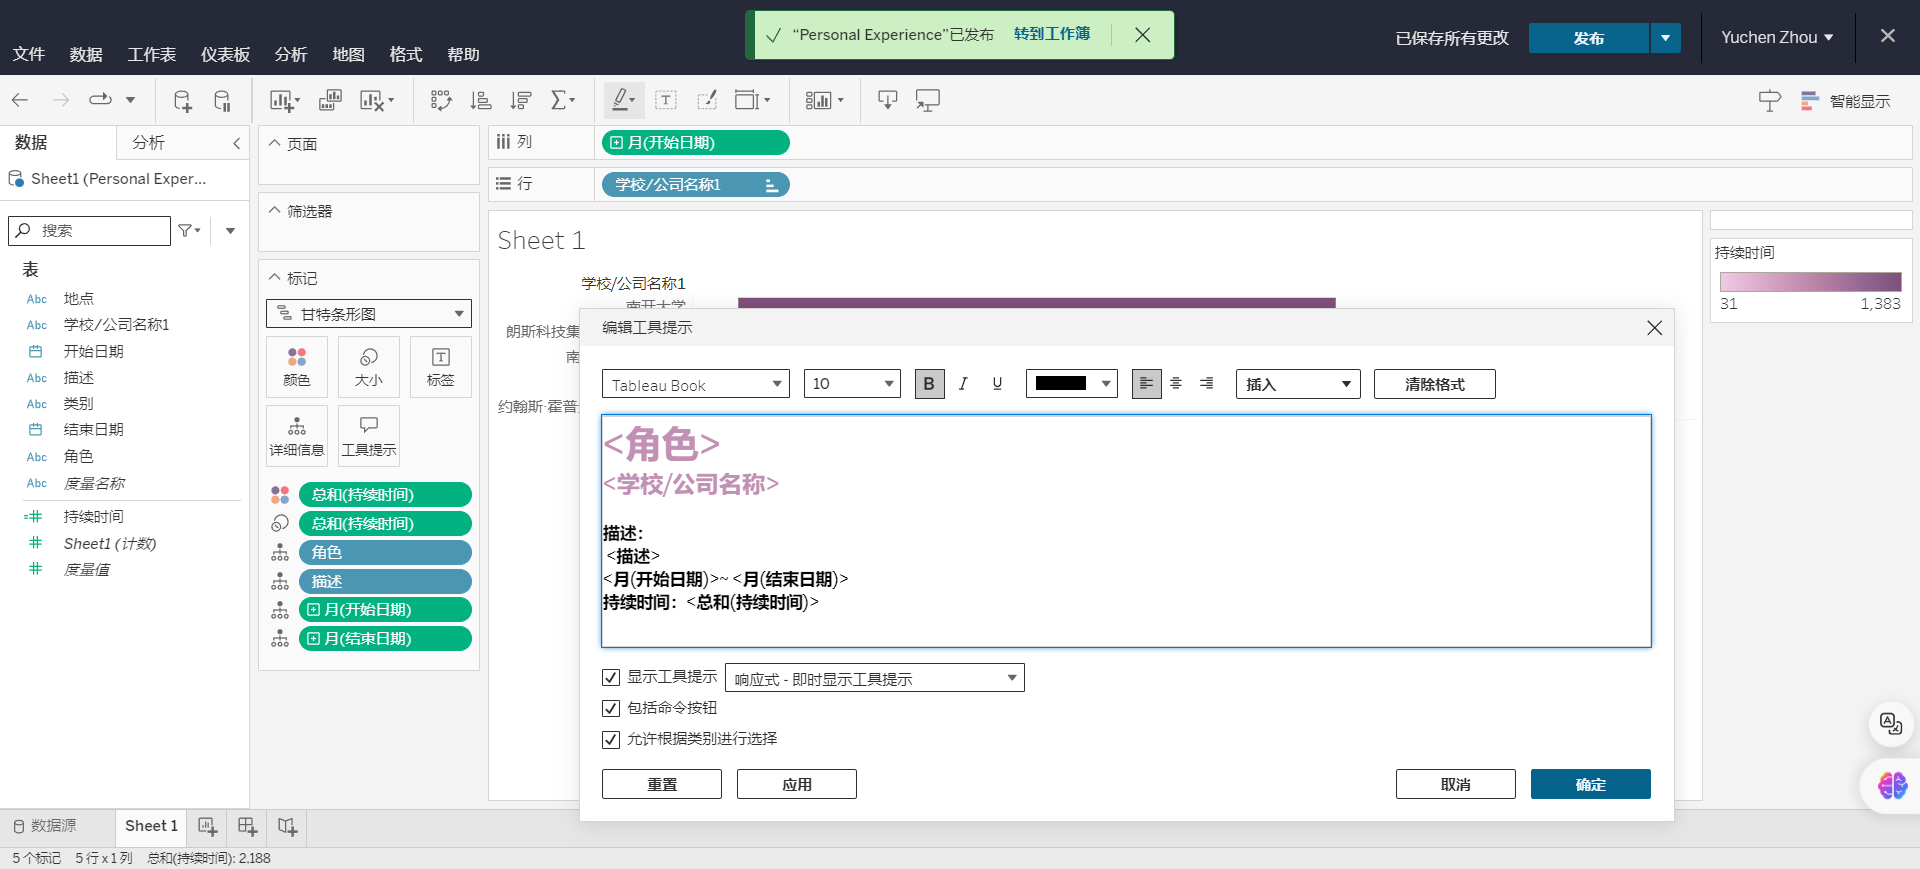 “Personal Experience”已发布 转到工作簿
文件 数据 工作表 仪表板 分析 地图 格式 帮助
已保存所有更改 发布 Yuchen Zhou
智能显示
数据 分析
Sheet1 (Personal Exper...
搜索
表
Abc 地点
Abc 学校/公司名称1
开始日期
Abc 描述
Abc 类别
结束日期
Abc 角色
Abc 度量名称
持续时间
Sheet1 (计数)
度量值
页面
筛选器
标记
甘特条形图
颜色 大小 标签
详细信息 工具提示
总和(持续时间)
总和(持续时间)
角色
描述
月(开始日期)
月(结束日期)
列 月(开始日期)
行 学校/公司名称1
Sheet 1
学校/公司名称1
南开大学
朗斯科技集
南
约翰斯·霍普
持续时间
31 1,383
编辑工具提示
Tableau Book 10 B I U 插入 清除格式
<角色>
<学校/公司名称>
描述：
<描述>
<月(开始日期)>~ <月(结束日期)>
持续时间：<总和(持续时间)>
显示工具提示 响应式 - 即时显示工具提示
包括命令按钮
允许根据类别进行选择
重置 应用 取消 确定
数据源 Sheet 1
5 个标记 5 行 x 1 列 总和(持续时间): 2,188